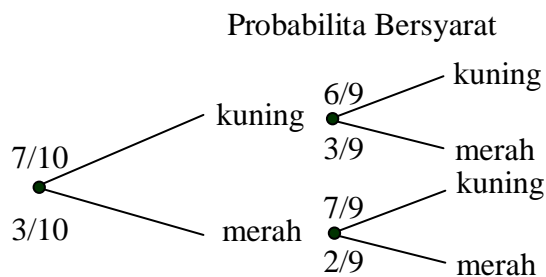 Probabilita Bersyarat
kuning
6/9
kuning
3/9
merah
7/10
kuning
7/9
3/10
merah
2/9
merah